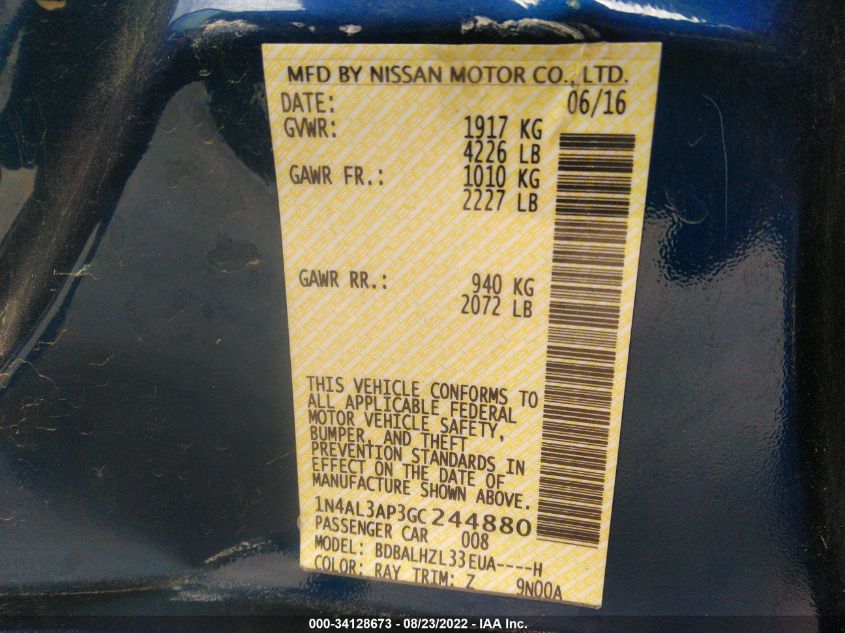 MFD BY NISSAN MOTOR CO., LTD.
DATE: 06/16
GVWR: 1917 KG
4226 LB
GAWR FR.: 1010 KG
2227 LB
GAWR RR.: 940 KG
2072 LB
THIS VEHICLE CONFORMS TO
ALL APPLICABLE FEDERAL
MOTOR VEHICLE SAFETY,
BUMPER, AND THEFT
PREVENTION STANDARDS IN
EFFECT ON THE DATE OF
MANUFACTURE SHOWN ABOVE.
1N4AL3AP3GC244880
PASSENGER CAR 008
MODEL: BDBALHZL33EUA----H
COLOR: RAY TRIM: Z 9N00A
000-34128673 - 08/23/2022 - IAA Inc.